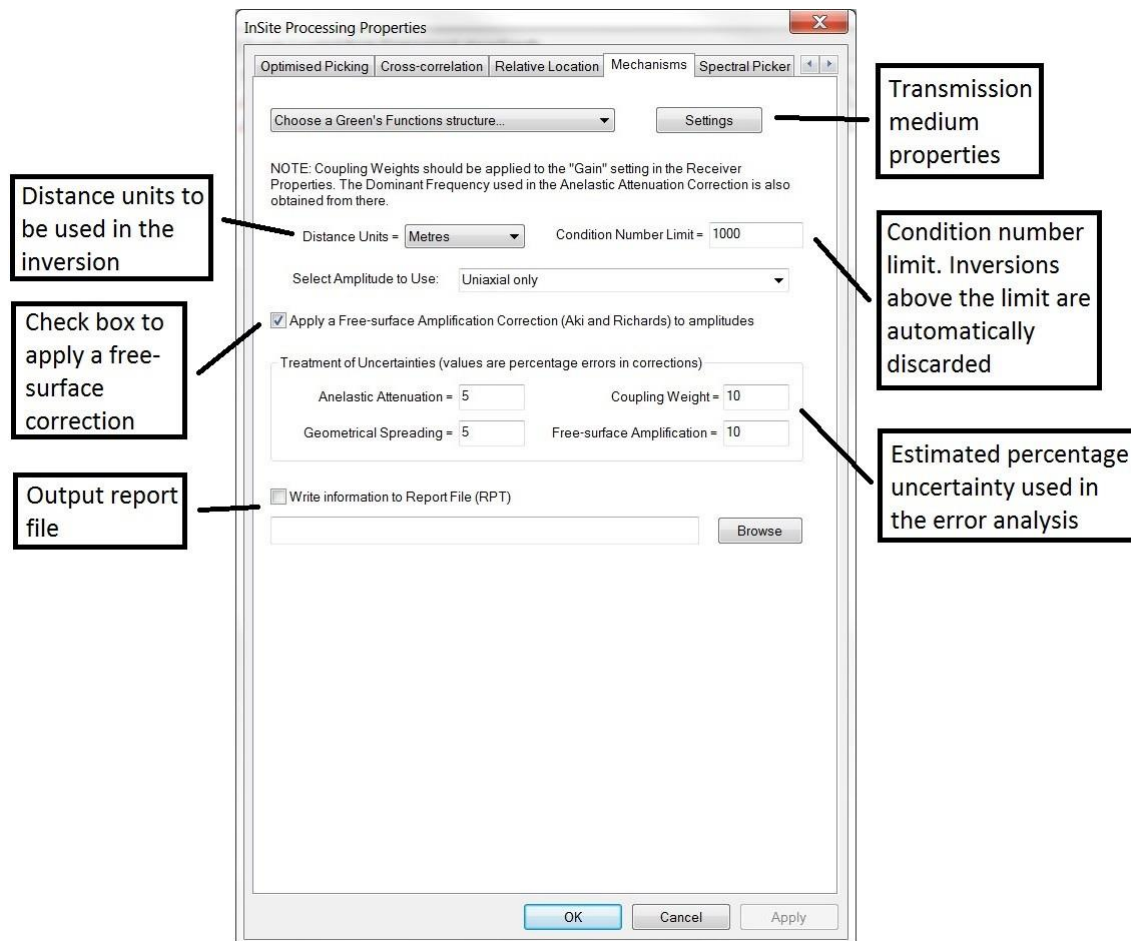 InSite Processing Properties
X
Optimised Picking
Cross-correlation
Relative Location
Mechanisms
Spectral Picker
Choose a Green's Functions structure...
Settings
NOTE: Coupling Weights should be applied to the "Gain" setting in the Receiver
Properties. The Dominant Frequency used in the Anelastic Attenuation Correction is also
obtained from there.
Distance Units = Metres
Condition Number Limit = 1000
Select Amplitude to Use: Uniaxial only
Apply a Free-surface Amplification Correction (Aki and Richards) to amplitudes
Treatment of Uncertainties (values are percentage errors in corrections)
Anelastic Attenuation = 5
Coupling Weight = 10
Geometrical Spreading = 5
Free-surface Amplification = 10
Write information to Report File (RPT)
Browse
OK
Cancel
Apply
Distance units to
be used in the
inversion
Check box to
apply a free-
surface
correction
Output report
file
Transmission
medium
properties
Condition number
limit. Inversions
above the limit are
automatically
discarded
Estimated percentage
uncertainty used in
the error analysis